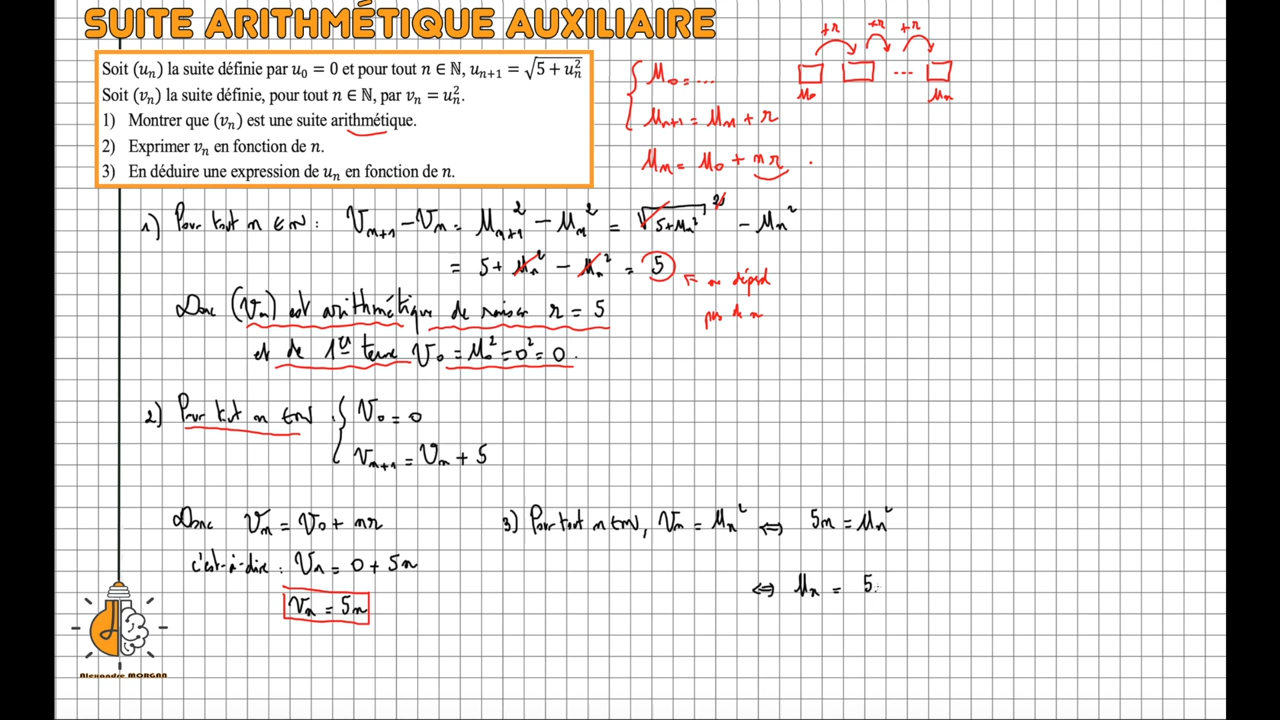 SUITE ARITHMÉTIQUE AUXILIAIRE
Soit (uₙ) la suite définie par u₀ = 0 et pour tout n ∈ ℕ, uₙ₊₁ = √(5 + uₙ²)
Soit (vₙ) la suite définie, pour tout n ∈ ℕ, par vₙ = uₙ².
1) Montrer que (vₙ) est une suite arithmétique.
2) Exprimer vₙ en fonction de n.
3) En déduire une expression de uₙ en fonction de n.
+r +r +r
...
u₀ uₙ
{ u₀ = ...
uₙ₊₁ = uₙ + r
uₙ = u₀ + nr
1) Pour tout n ∈ ℕ : Vₙ₊₁ − Vₙ = uₙ₊₁² − uₙ² = √(5+uₙ²)² − uₙ²
= 5 + uₙ² − uₙ² = 5
← ne dépend
pas de n
Donc (Vₙ) est arithmétique de raison r = 5
et de 1er terme V₀ = u₀² = 0² = 0.
2) Pour tout n ∈ ℕ { V₀ = 0
Vₙ₊₁ = Vₙ + 5
Donc Vₙ = V₀ + nr
c'est-à-dire : Vₙ = 0 + 5n
Vₙ = 5n
3) Pour tout n ∈ ℕ, Vₙ = uₙ² ⇔ 5n = uₙ²
⇔ uₙ = 5
Alexandre MORGAN